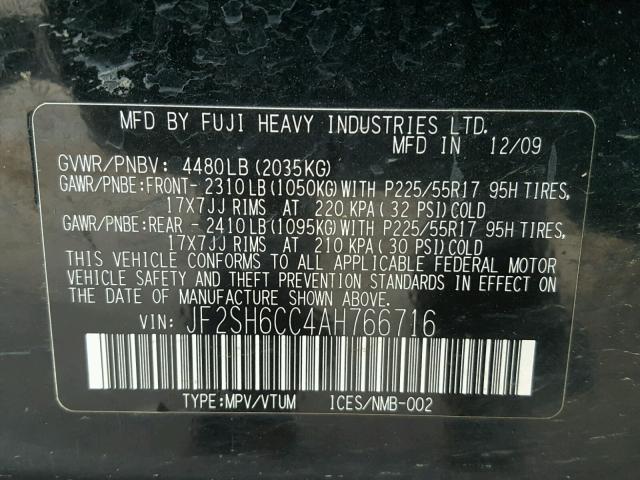 MFD BY FUJI HEAVY INDUSTRIES LTD.
MFD IN 12/09
GVWR/PNBV: 4480LB(2035KG)
GAWR/PNBE:FRONT- 2310LB(1050KG)WITH P225/55R17 95H TIRES,
17X7JJ RIMS AT 220 KPA(32 PSI)COLD
GAWR/PNBE:REAR - 2410LB(1095KG)WITH P225/55R17 95H TIRES,
17X7JJ RIMS AT 210 KPA(30 PSI)COLD
THIS VEHICLE CONFORMS TO ALL APPLICABLE FEDERAL MOTOR
VEHICLE SAFETY AND THEFT PREVENTION STANDARDS IN EFFECT
ON THE DATE OF MANUFACTURE SHOWN ABOVE.
VIN: JF2SH6CC4AH766716
TYPE:MPV/VTUM ICES/NMB-002